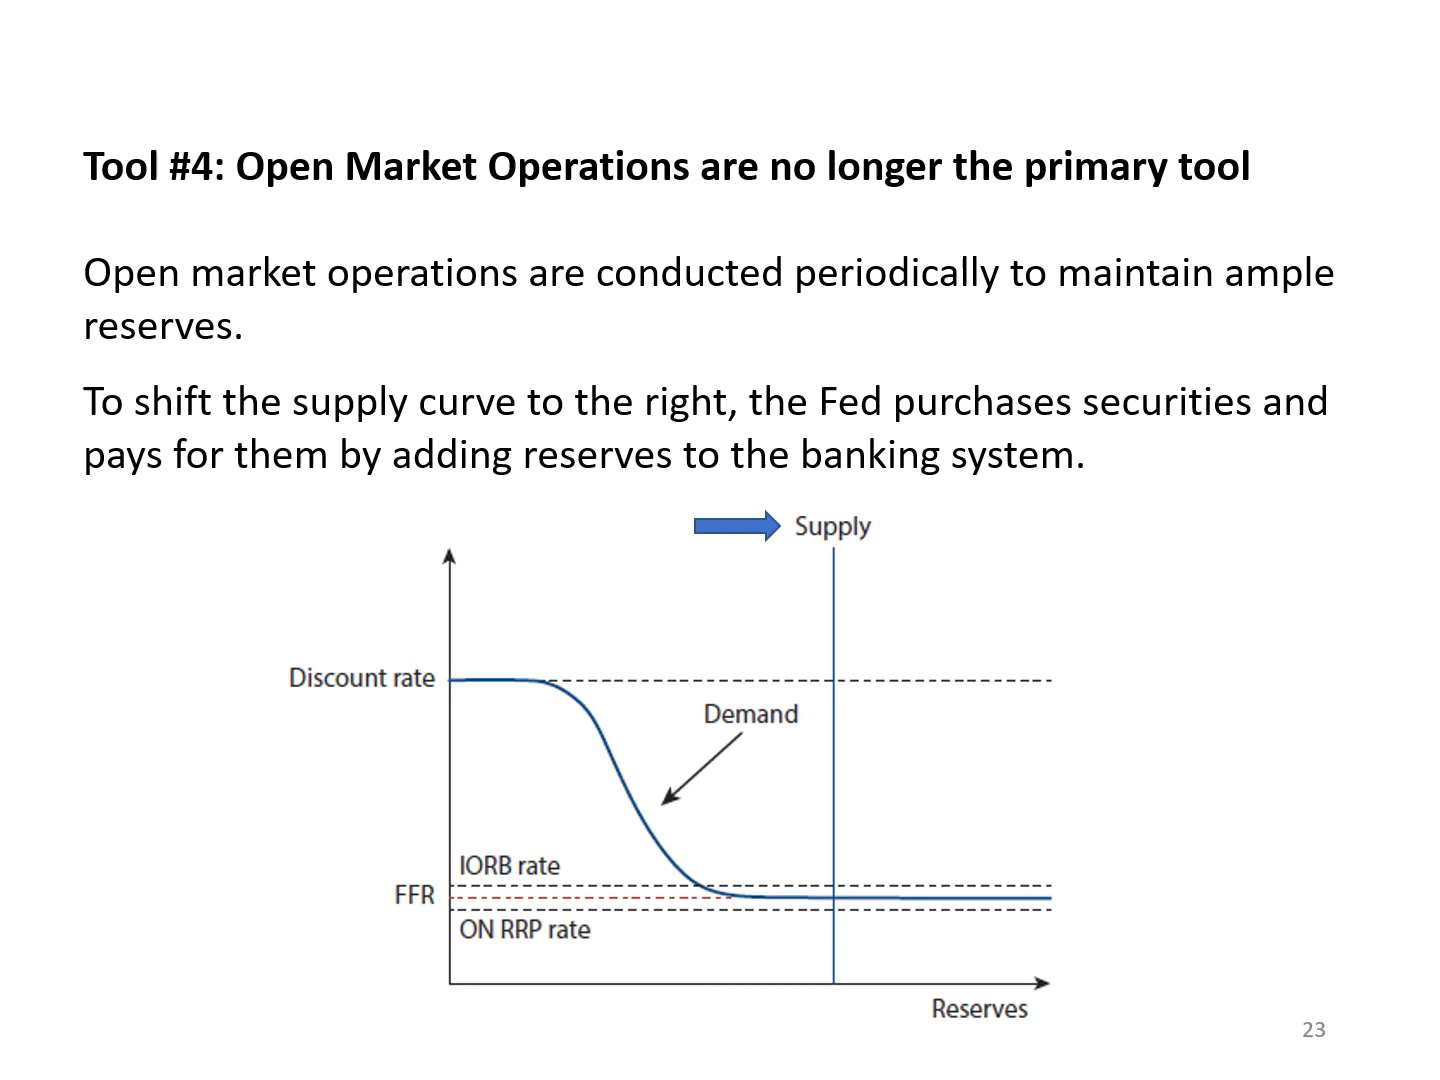 Tool #4: Open Market Operations are no longer the primary tool
Open market operations are conducted periodically to maintain ample
reserves.
To shift the supply curve to the right, the Fed purchases securities and
pays for them by adding reserves to the banking system.
Supply
Discount rate
Demand
IORB rate
FFR
ON RRP rate
Reserves
23